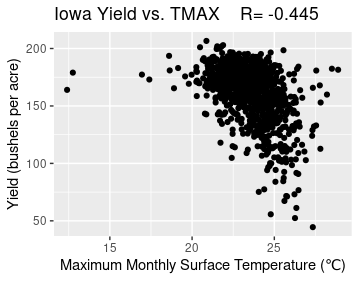 Iowa Yield vs. TMAX    R= -0.445
200
150
100
50
Yield (bushels per acre)
15 20 25
Maximum Monthly Surface Temperature (℃)